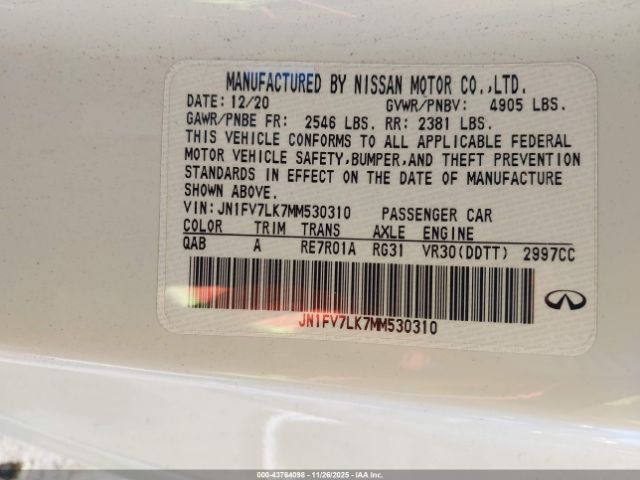 MANUFACTURED BY NISSAN MOTOR CO.,LTD.
DATE: 12/20 GVWR/PNBV: 4905 LBS.
GAWR/PNBE FR: 2546 LBS. RR: 2381 LBS.
THIS VEHICLE CONFORMS TO ALL APPLICABLE FEDERAL
MOTOR VEHICLE SAFETY,BUMPER,AND THEFT PREVENTION
STANDARDS IN EFFECT ON THE DATE OF MANUFACTURE
SHOWN ABOVE.
VIN: JN1FV7LK7MM530310 PASSENGER CAR
COLOR TRIM TRANS AXLE ENGINE
QAB A RE7R01A RG31 VR30(DDTT) 2997CC
JN1FV7LK7MM530310
000-43764098 | 11/26/2025 - IAA Corp.